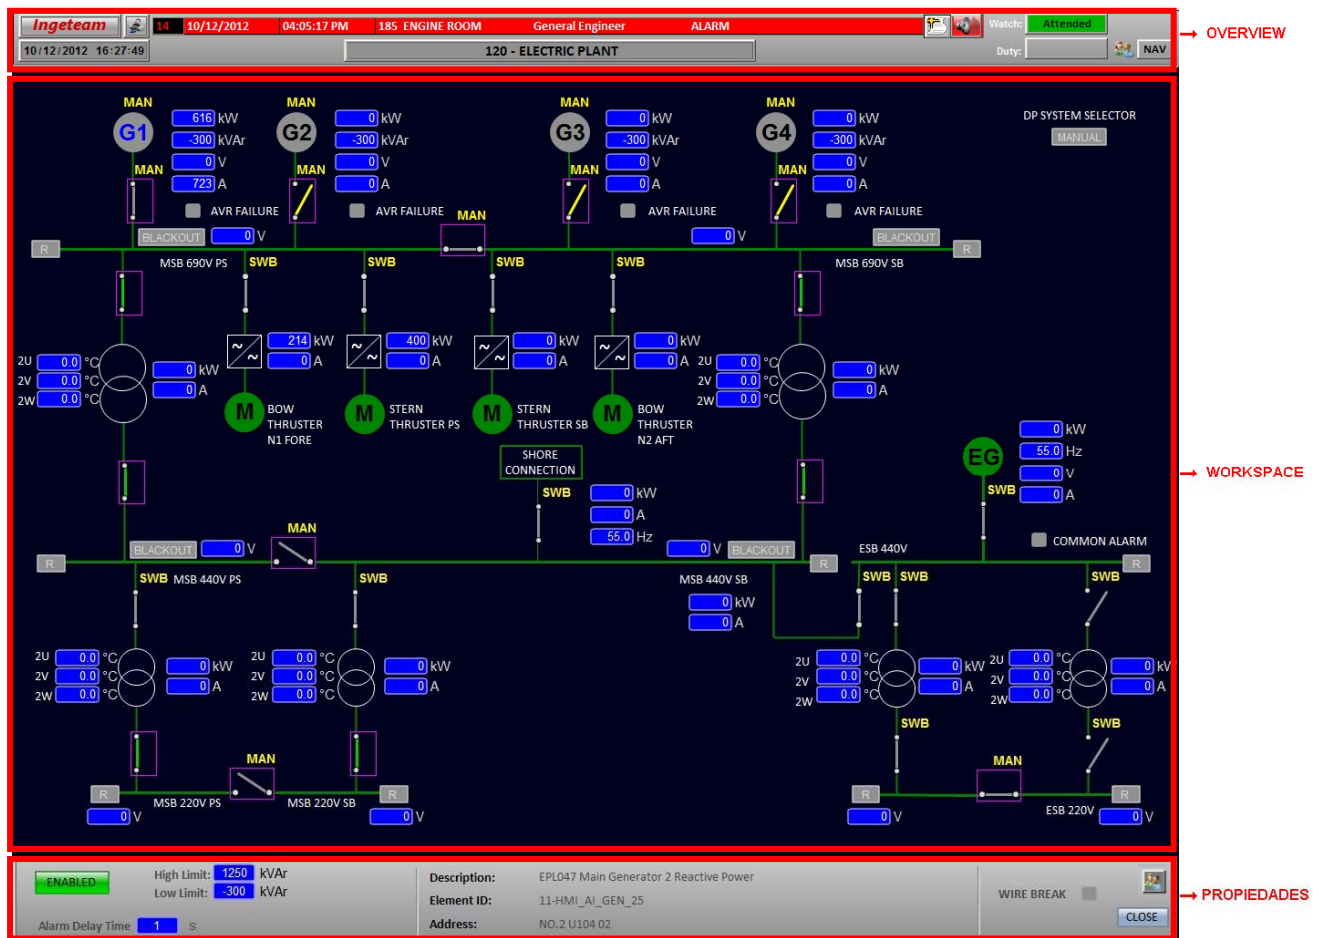 Ingeteam 14 10/12/2012 04:05:17 PM 185 ENGINE ROOM General Engineer ALARM Watch: Attended
OVERVIEW
10/12/2012 16:27:49 120 - ELECTRIC PLANT Duty: NAV
MAN MAN MAN MAN
G1 616 kW G2 0 kW G3 0 kW G4 0 kW DP SYSTEM SELECTOR
-300 kVAr -300 kVAr -300 kVAr -300 kVAr MANUAL
0 V 0 V 0 V 0 V
MAN MAN MAN MAN
723 A 0 A 0 A 0 A
AVR FAILURE AVR FAILURE AVR FAILURE AVR FAILURE
MAN
BLACKOUT 0 V 0 V BLACKOUT
R R
MSB 690V PS SWB SWB SWB SWB MSB 690V SB
214 kW 400 kW 0 kW 0 kW
~ ~ ~ ~ ~ ~ ~ ~
0 A 0 A 0 A 0 A
2U 0.0 °C 2U 0.0 °C
2V 0.0 °C 0 kW 2V 0.0 °C 0 kW
2W 0.0 °C 0 A 2W 0.0 °C 0 A
M BOW M STERN M STERN M BOW
THRUSTER THRUSTER PS THRUSTER SB THRUSTER
N1 FORE N2 AFT
0 kW
SHORE
CONNECTION
EG 55.0 Hz
0 V
WORKSPACE
SWB 0 kW SWB 0 A
0 A
MAN 55.0 Hz
COMMON ALARM
BLACKOUT 0 V 0 V BLACKOUT ESB 440V
R R R
SWB MSB 440V PS SWB MSB 440V SB SWB SWB SWB
0 kW
0 A
2U 0.0 °C 2U 0.0 °C 2U 0.0 °C 2U 0.0 °C
2V 0.0 °C 0 kW 2V 0.0 °C 0 kW 2V 0.0 °C 0 kW 2V 0.0 °C 0 kW
2W 0.0 °C 0 A 2W 0.0 °C 0 A 2W 0.0 °C 0 A 2W 0.0 °C 0 A
SWB SWB
MAN MAN
R R R R
MSB 220V PS MSB 220V SB ESB 220V
0 V 0 V 0 V 0 V
ENABLED High Limit: 1250 kVAr Description: EPL047 Main Generator 2 Reactive Power
Low Limit: -300 kVAr Element ID: 11-HMI_AI_GEN_25 WIRE BREAK
PROPIEDADES
Alarm Delay Time 1 s Address: NO.2 U104 02 CLOSE